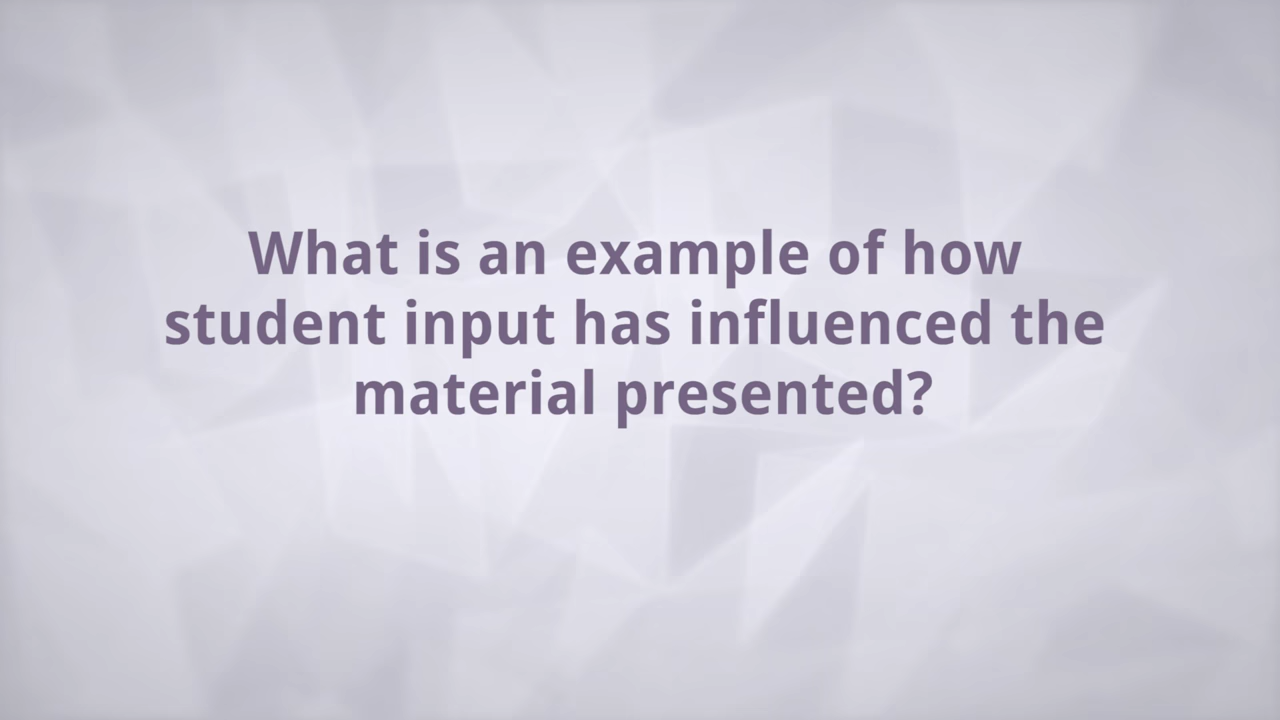 What is an example of how
student input has influenced the
material presented?